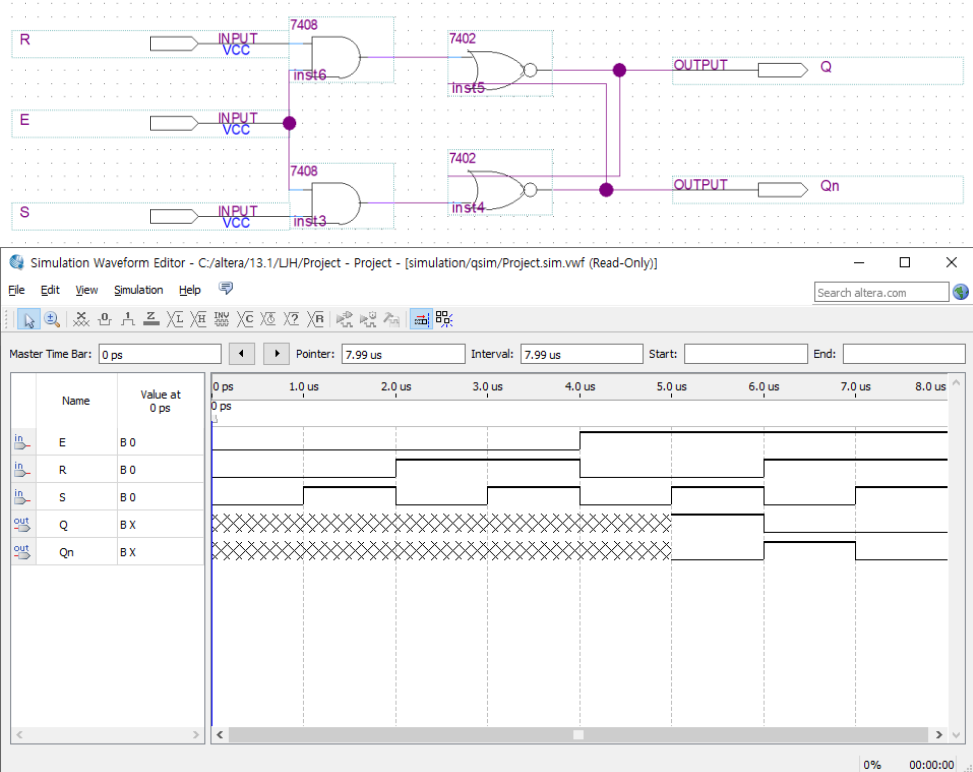 7408
7402
R
INPUT
VCC
OUTPUT
Q
inst6
inst5
E
INPUT
VCC
7408
7402
OUTPUT
Qn
S
INPUT
VCC
inst3
inst4
Simulation Waveform Editor - C:/altera/13.1/LJH/Project - Project - [simulation/qsim/Project.sim.vwf (Read-Only)]
File Edit View Simulation Help
Search altera.com
Master Time Bar: 0 ps Pointer: 7.99 us Interval: 7.99 us Start: End:
Name Value at 0 ps
0 ps 1.0 us 2.0 us 3.0 us 4.0 us 5.0 us 6.0 us 7.0 us 8.0 us
0 ps
in E B 0
in R B 0
in S B 0
out Q B X
out Qn B X
0% 00:00:00